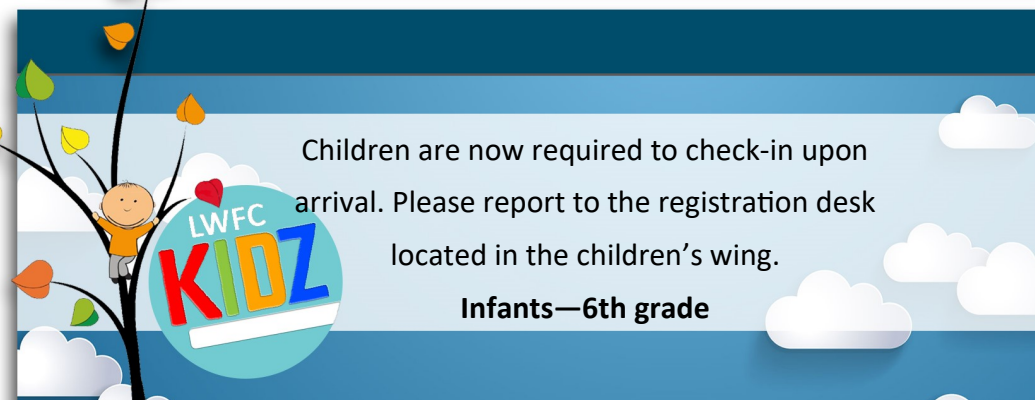 Children are now required to check-in upon
arrival. Please report to the registration desk
located in the children’s wing.
Infants—6th grade
LWFC
KIDZ